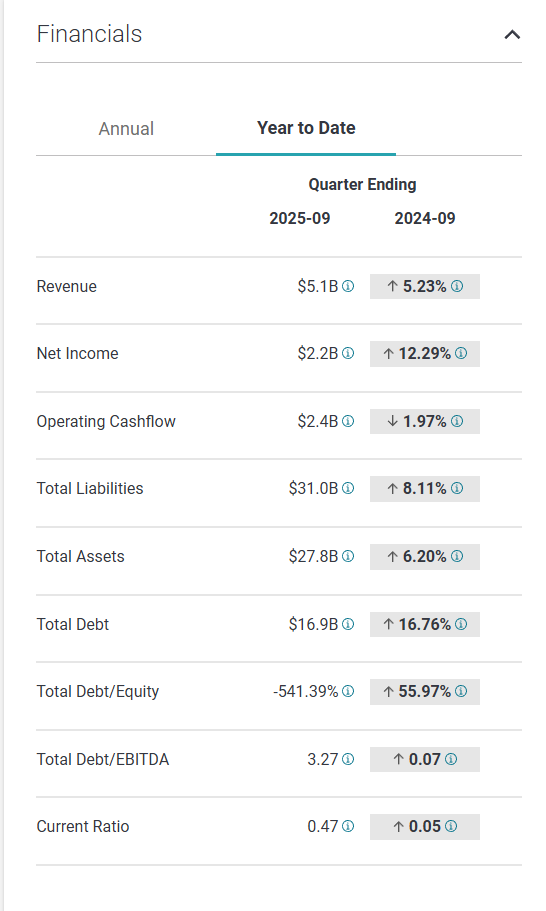 Financials
Annual Year to Date
Quarter Ending
2025-09 2024-09
Revenue $5.1B ↑ 5.23%
Net Income $2.2B ↑ 12.29%
Operating Cashflow $2.4B ↓ 1.97%
Total Liabilities $31.0B ↑ 8.11%
Total Assets $27.8B ↑ 6.20%
Total Debt $16.9B ↑ 16.76%
Total Debt/Equity -541.39% ↑ 55.97%
Total Debt/EBITDA 3.27 ↑ 0.07
Current Ratio 0.47 ↑ 0.05